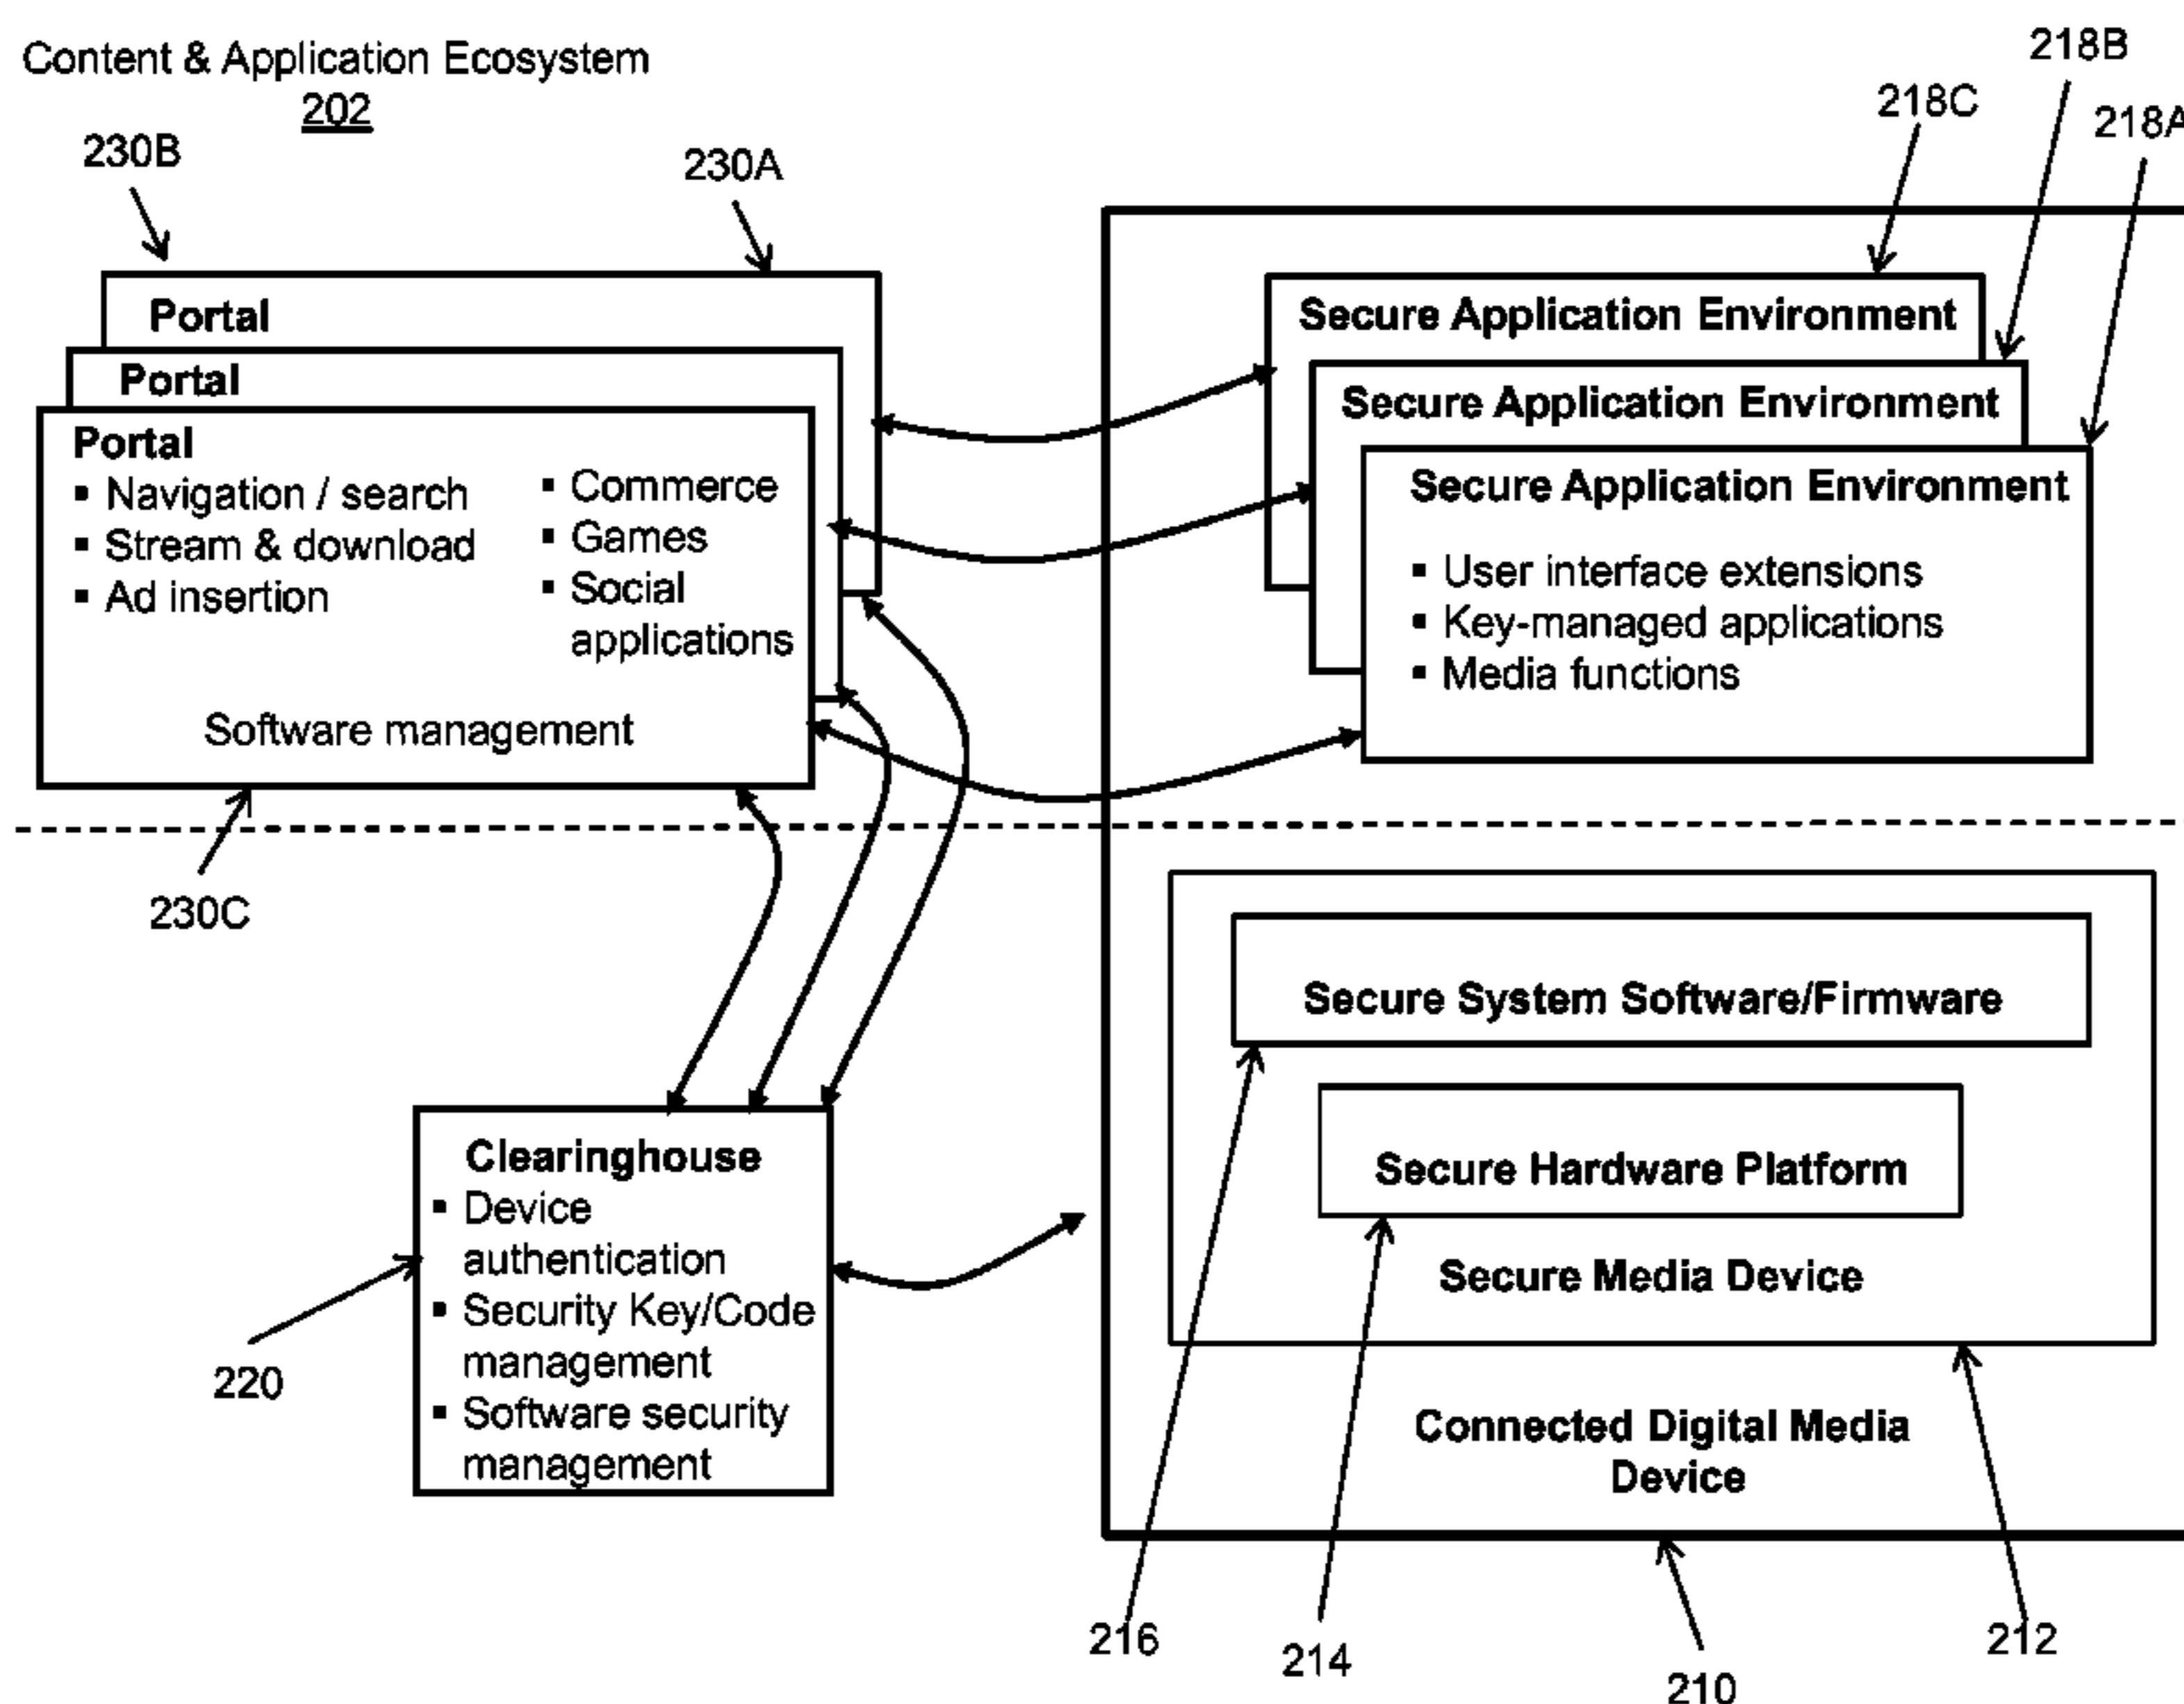 Content & Application Ecosystem
202
230B
230A
218B
218C
218A
Portal
Portal
Portal
▪ Navigation / search
▪ Stream & download
▪ Ad insertion
▪ Commerce
▪ Games
▪ Social
applications
Software management
230C
Secure Application Environment
Secure Application Environment
Secure Application Environment
▪ User interface extensions
▪ Key-managed applications
▪ Media functions
Secure System Software/Firmware
Secure Hardware Platform
Secure Media Device
Connected Digital Media
Device
Clearinghouse
▪ Device
authentication
▪ Security Key/Code
management
▪ Software security
management
220
216
214
210
212